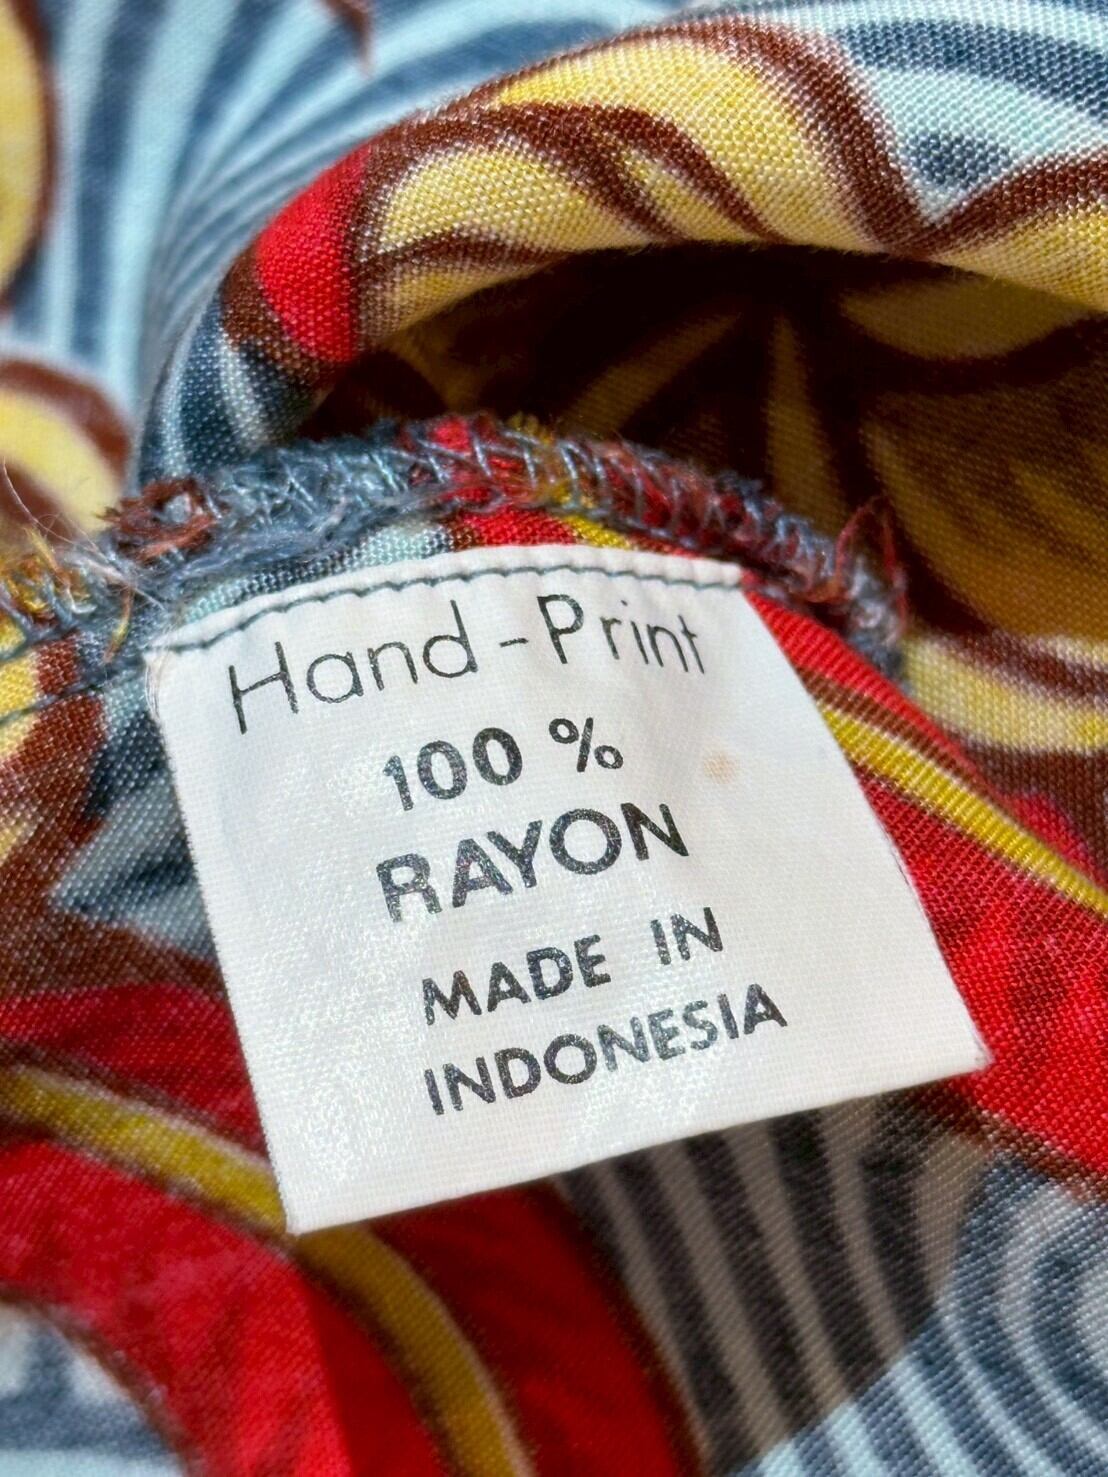 Hand-Print
100 %
RAYON
MADE IN
INDONESIA